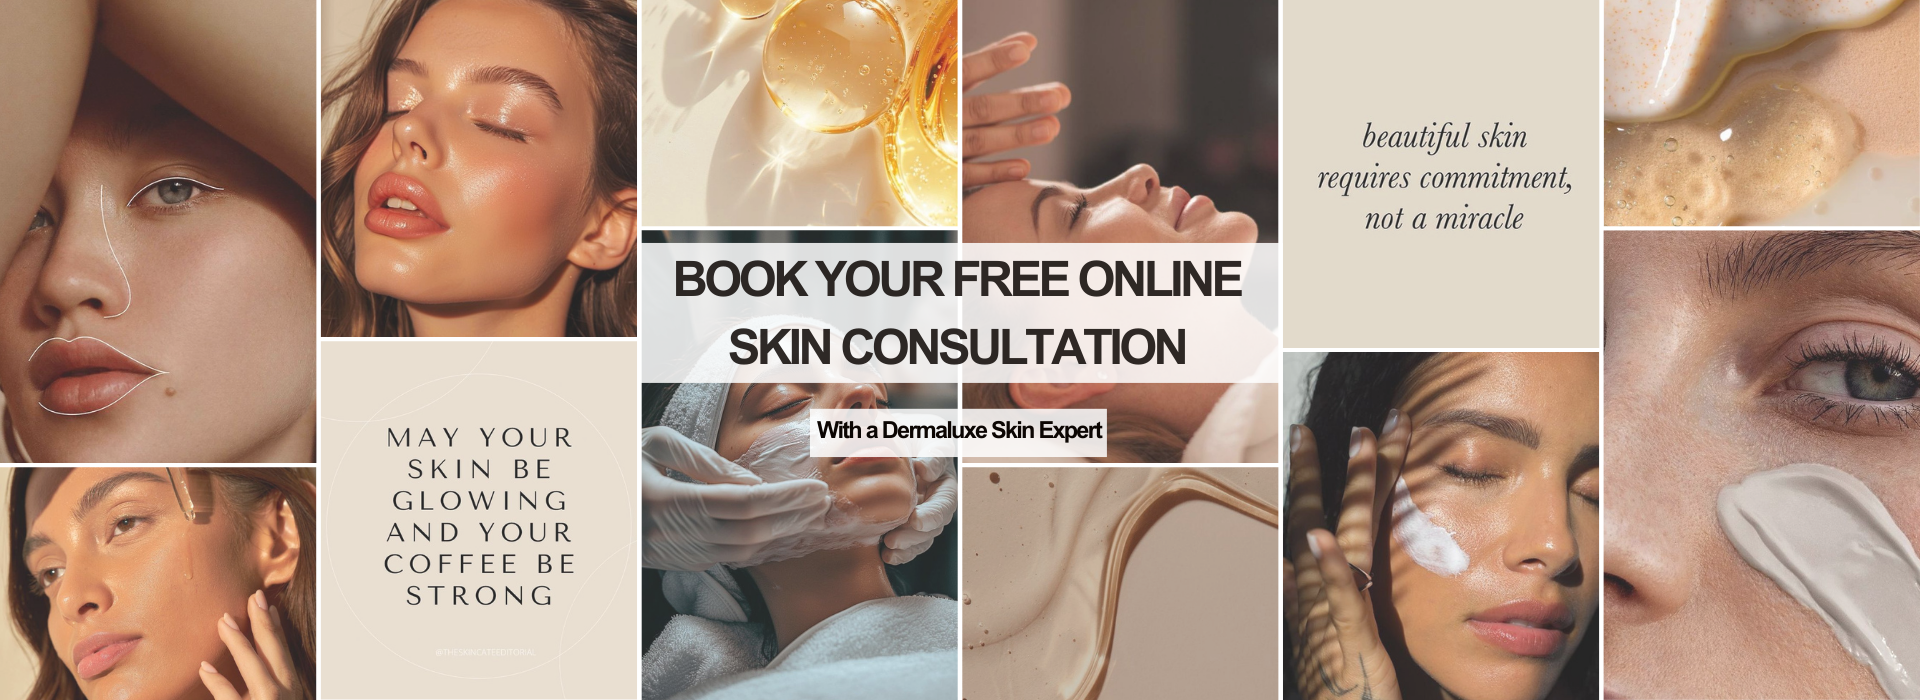 MAY YOUR
SKIN BE
GLOWING
AND YOUR
COFFEE BE
STRONG
BOOK YOUR FREE ONLINE
SKIN CONSULTATION
With a Dermaluxe Skin Expert
beautiful skin
requires commitment,
not a miracle